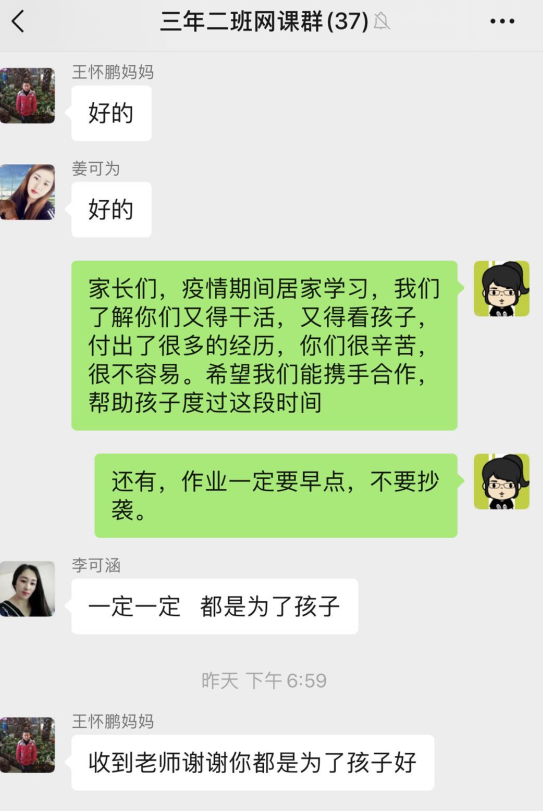 三年二班网课群(37)
王怀鹏妈妈
好的
姜可为
好的
家长们，疫情期间居家学习，我们
了解你们又得干活，又得看孩子，
付出了很多的经历，你们很辛苦，
很不容易。希望我们能携手合作，
帮助孩子度过这段时间
还有，作业一定要早点，不要抄
袭。
李可涵
一定一定 都是为了孩子
昨天 下午6:59
王怀鹏妈妈
收到老师谢谢你都是为了孩子好